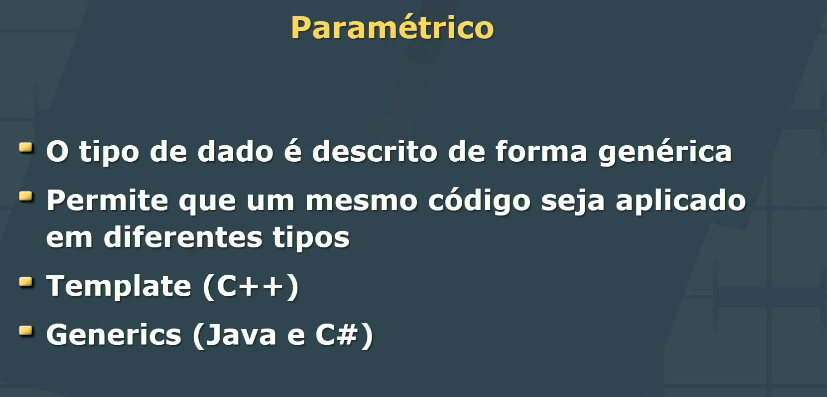 Paramétrico
O tipo de dado é descrito de forma genérica
Permite que um mesmo código seja aplicado
em diferentes tipos
Template (C++)
Generics (Java e C#)